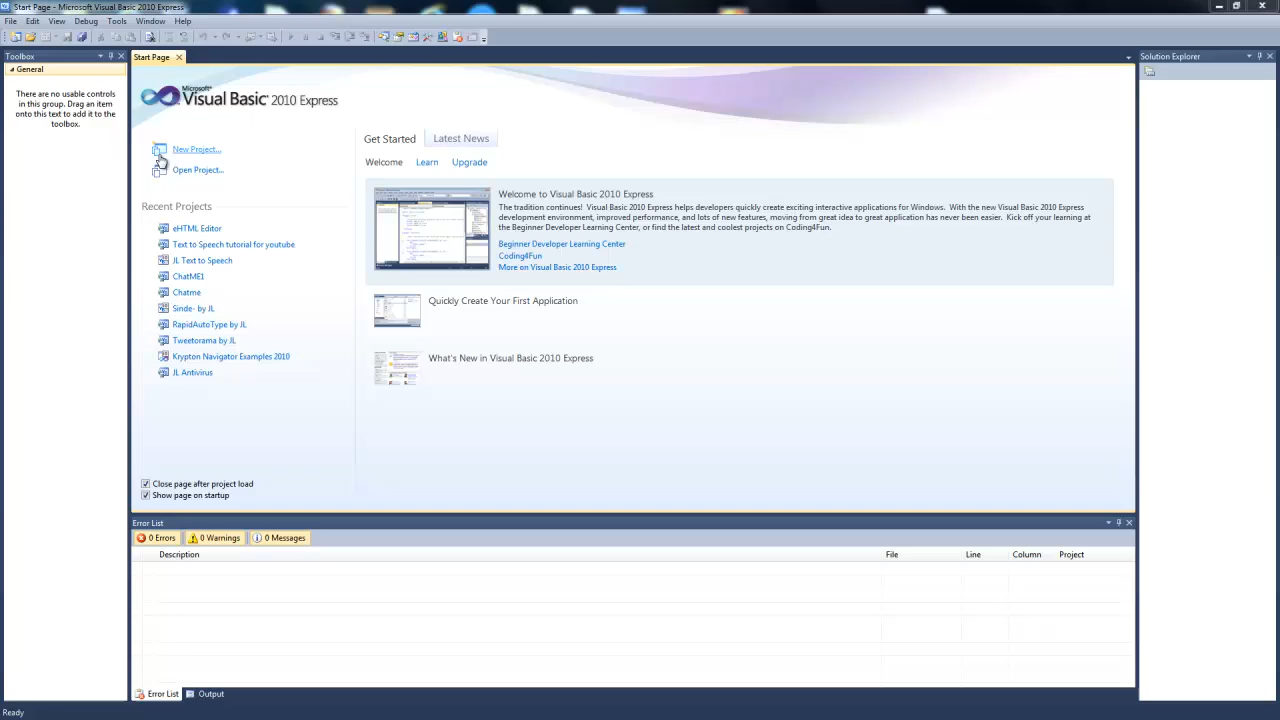 Start Page - Microsoft Visual Basic 2010 Express
File Edit View Debug Tools Window Help
Toolbox
General
There are no usable controls
in this group. Drag an item
onto this text to add it to the
toolbox.
Start Page
Microsoft®
Visual Basic® 2010 Express
New Project...
Open Project...
Recent Projects
eHTML Editor
Text to Speech tutorial for youtube
JL Text to Speech
ChatME1
Chatme
Sinde- by JL
RapidAutoType by JL
Tweetorama by JL
Krypton Navigator Examples 2010
JL Antivirus
Close page after project load
Show page on startup
Get Started Latest News
Welcome Learn Upgrade
Welcome to Visual Basic 2010 Express
The tradition continues! Visual Basic 2010 Express helps developers quickly create exciting interactive applications for Windows. With the new Visual Basic 2010 Express
development environment, improved performance, and lots of new features, moving from great idea to great application has never been easier. Kick off your learning at
the Beginner Developer Learning Center, or find the latest and coolest projects on Coding4Fun.
Beginner Developer Learning Center
Coding4Fun
More on Visual Basic 2010 Express
Quickly Create Your First Application
What's New in Visual Basic 2010 Express
Solution Explorer
Error List
0 Errors 0 Warnings 0 Messages
Description File Line Column Project
Error List Output
Ready